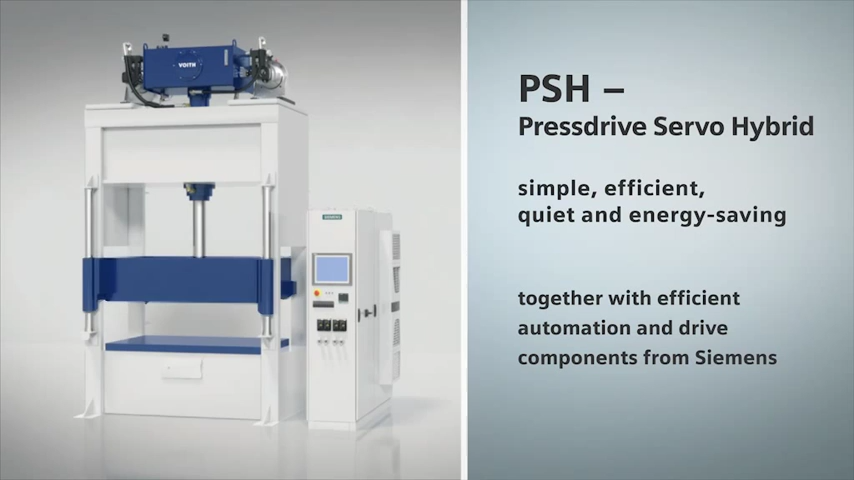 VOITH
SIEMENS
PSH –
Pressdrive Servo Hybrid
simple, efficient,
quiet and energy-saving
together with efficient
automation and drive
components from Siemens